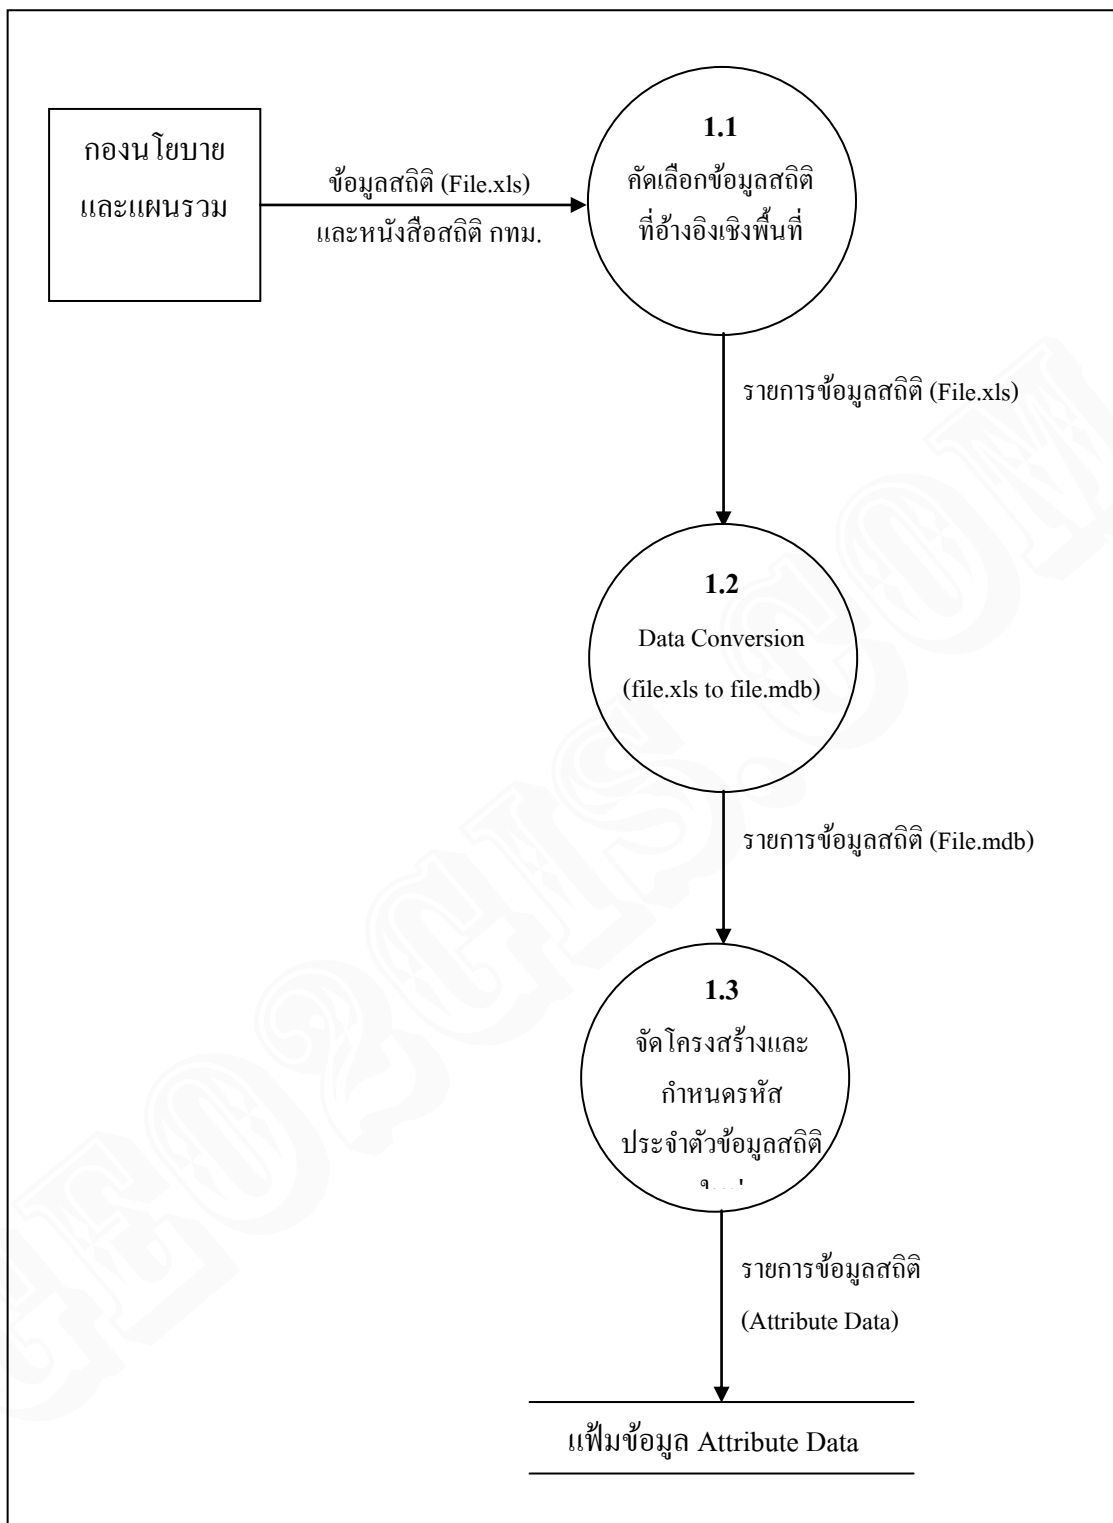 กองนโยบาย
และแผนรวม
ข้อมูลสถิติ (File.xls)
และหนังสือสถิติ กทม.
1.1
คัดเลือกข้อมูลสถิติ
ที่อ้างอิงเชิงพื้นที่
รายการข้อมูลสถิติ (File.xls)
1.2
Data Conversion
(file.xls to file.mdb)
รายการข้อมูลสถิติ (File.mdb)
1.3
จัดโครงสร้างและ
กำหนดรหัส
ประจำตัวข้อมูลสถิติ
รายการข้อมูลสถิติ
(Attribute Data)
แฟ้มข้อมูล Attribute Data
GEO2GIS.COM